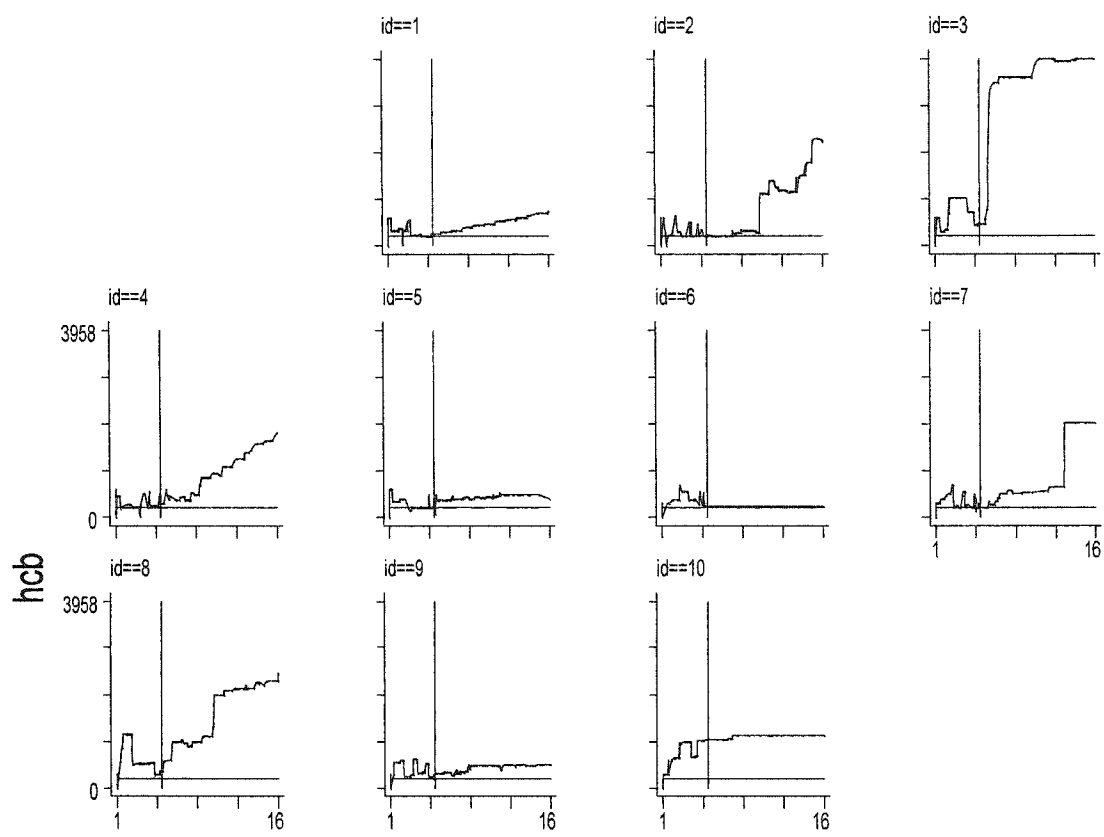 id==1
id==2
id==3
id==4
id==5
id==6
id==7
3958
0
1
16
id==8
id==9
id==10
3958
0
1
16
1
16
1
16
hcb